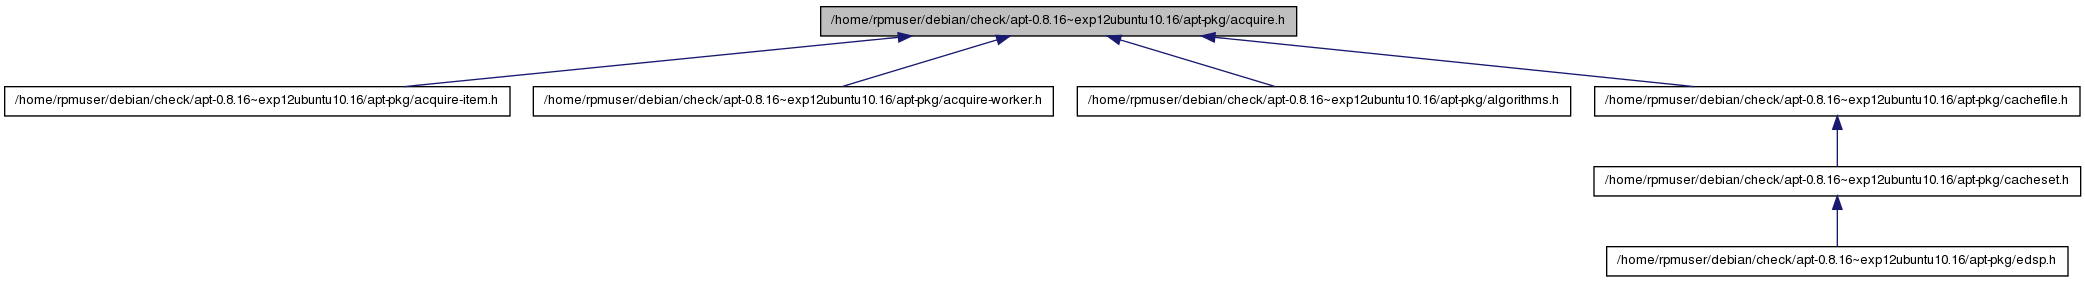 /home/rpmuser/debian/check/apt-0.8.16~exp12ubuntu10.16/apt-pkg/acquire.h
/home/rpmuser/debian/check/apt-0.8.16~exp12ubuntu10.16/apt-pkg/acquire-item.h
/home/rpmuser/debian/check/apt-0.8.16~exp12ubuntu10.16/apt-pkg/acquire-worker.h
/home/rpmuser/debian/check/apt-0.8.16~exp12ubuntu10.16/apt-pkg/algorithms.h
/home/rpmuser/debian/check/apt-0.8.16~exp12ubuntu10.16/apt-pkg/cachefile.h
/home/rpmuser/debian/check/apt-0.8.16~exp12ubuntu10.16/apt-pkg/cacheset.h
/home/rpmuser/debian/check/apt-0.8.16~exp12ubuntu10.16/apt-pkg/edsp.h